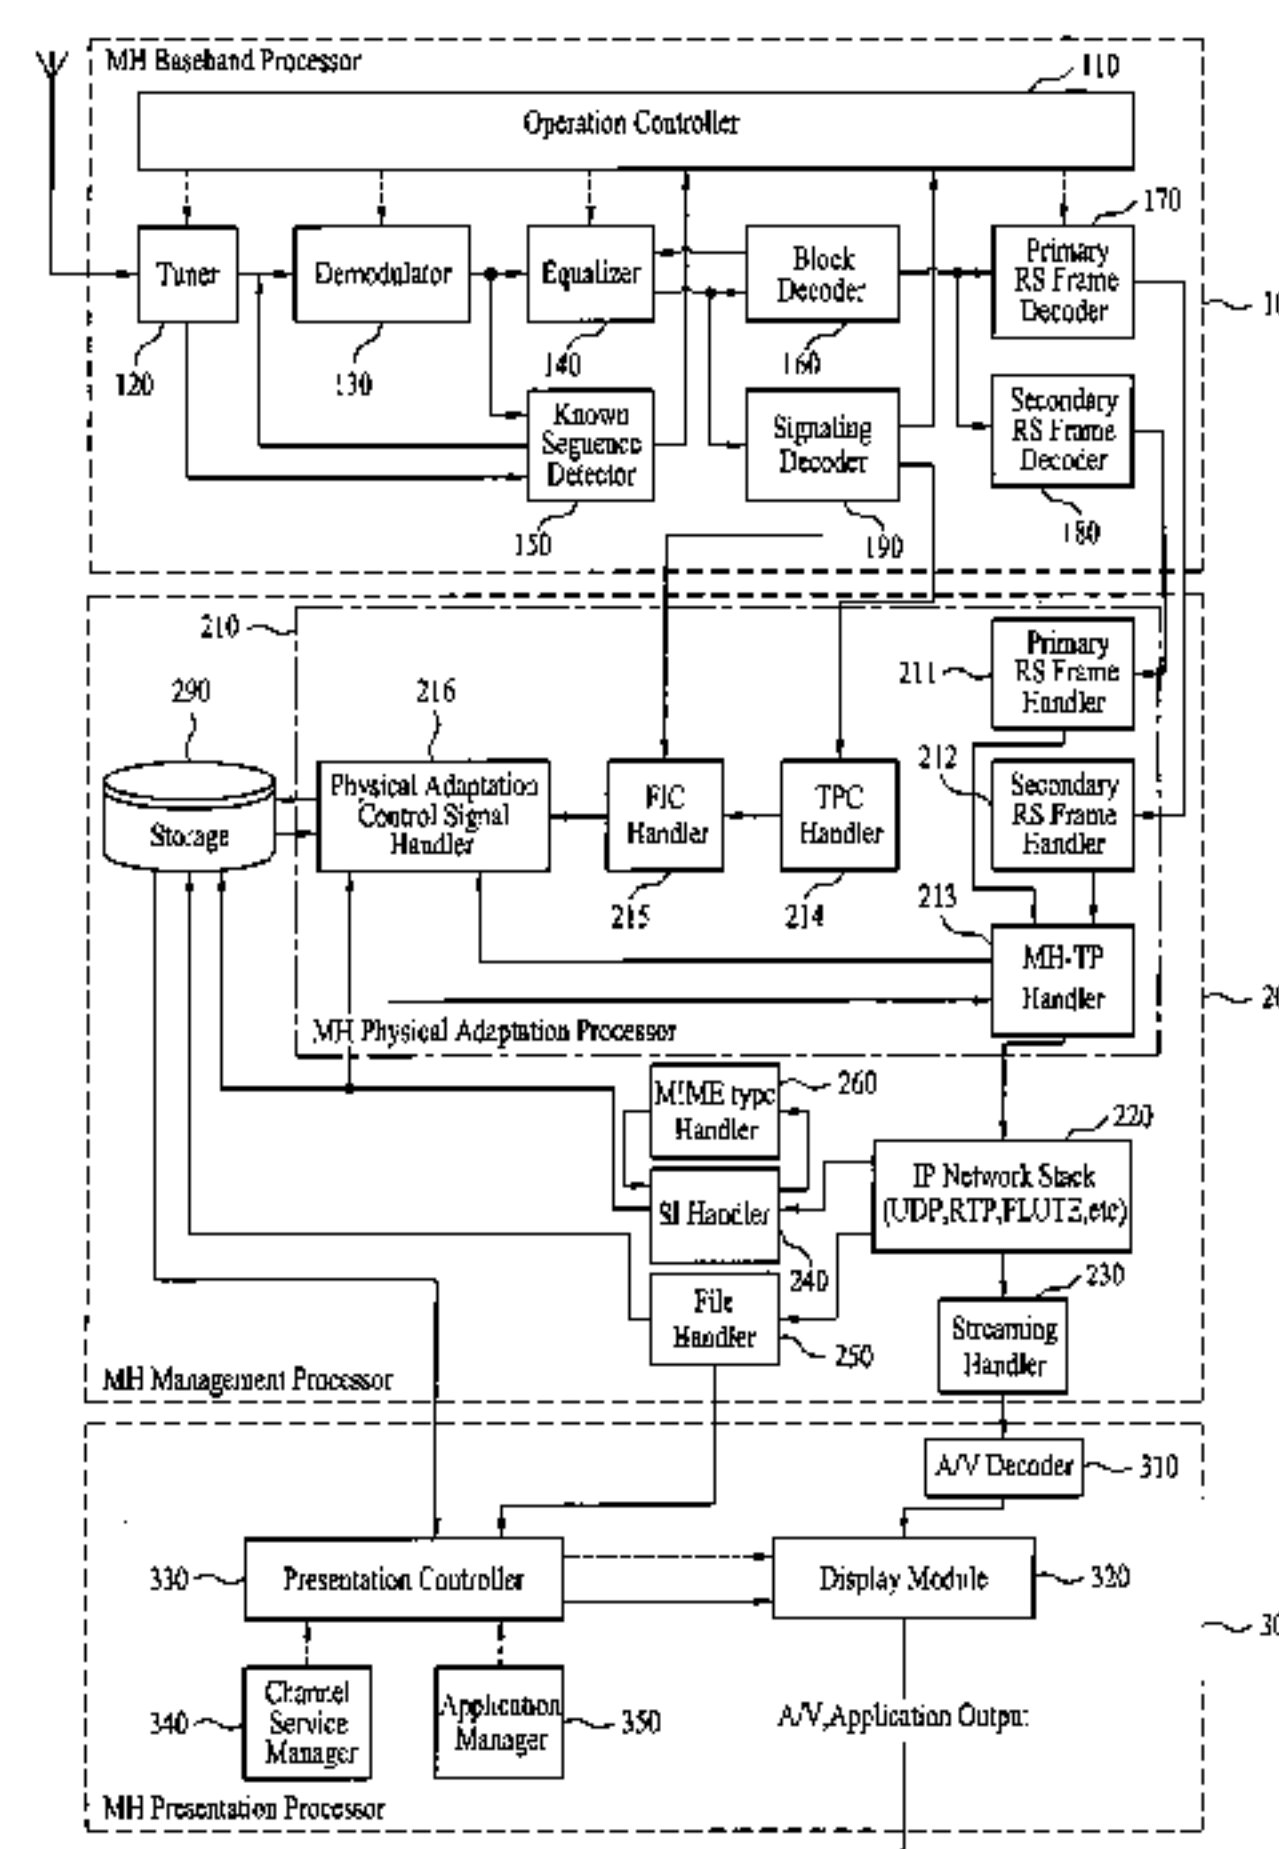 MH Baseband Processor
110
Operation Controller
170
Tuner
Demodulator
Equalizer
Block
Decoder
Primary
RS Frame
Decoder
10
120
130
140
160
Known
Seguence
Detector
Signaling
Decoder
Secondary
RS Frame
Decoder
150
190
180
210
Primary
RS Frame
Handler
211
290
216
212
Storage
Physical Adaptation
Control Signal
Handler
FIC
Handler
TPC
Handler
Secondary
RS Frame
Handler
215
214
213
MH-TP
Handler
20
MH Physical Adaptation Processor
MIME type
Handler
260
220
IP Network Stack
(UDP,RTP,FLUTE,etc)
SI Handler
240
230
File
Handler
250
Streaming
Handler
MH Management Processor
A/V Decoder
310
330
Presentation Controller
Display Module
320
30
340
Channel
Service
Manager
Application
Manager
350
A/V,Application Output
MH Presentation Processor